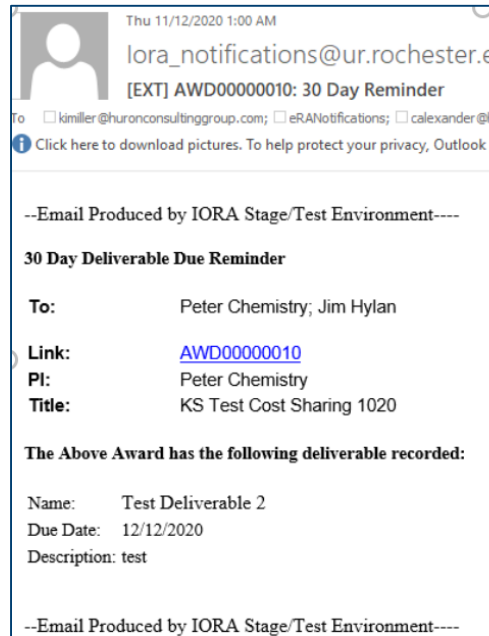 Thu 11/12/2020 1:00 AM
Iora_notifications@ur.rochester.e
[EXT] AWD00000010: 30 Day Reminder
To kimiller@huronconsultinggroup.com; eRANotifications; calexander@
Click here to download pictures. To help protect your privacy, Outlook
--Email Produced by IORA Stage/Test Environment----
30 Day Deliverable Due Reminder
To: Peter Chemistry; Jim Hylan
Link: AWD00000010
PI: Peter Chemistry
Title: KS Test Cost Sharing 1020
The Above Award has the following deliverable recorded:
Name: Test Deliverable 2
Due Date: 12/12/2020
Description: test
--Email Produced by IORA Stage/Test Environment----